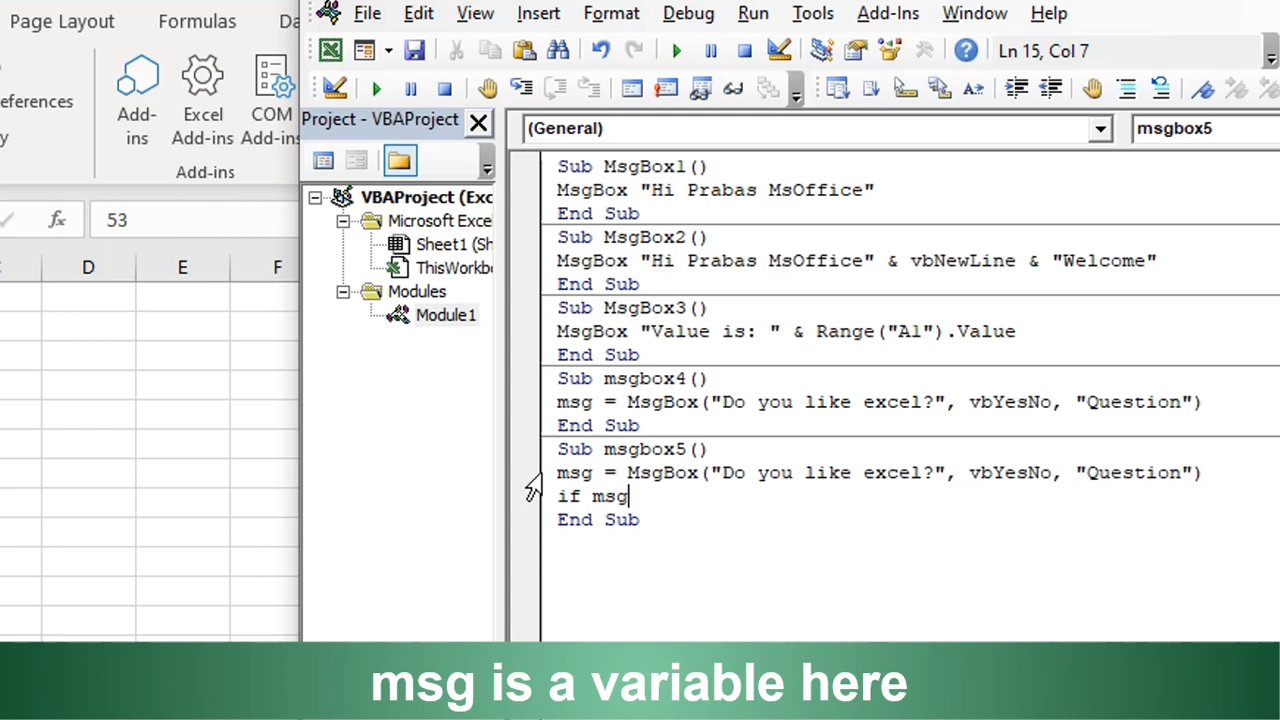 Page Layout Formulas Da
File Edit View Insert Format Debug Run Tools Add-Ins Window Help
Ln 15, Col 7
eferences
Add-
ins
Excel
Add-ins
COM
Add-ins
Add-ins
Project - VBAProject
(General) msgbox5
VBAProject (Exc
Microsoft Exce
Sheet1 (Sh
ThisWorkb
Modules
Module1
fx 53
C D E F
Sub MsgBox1()
MsgBox "Hi Prabas MsOffice"
End Sub
Sub MsgBox2()
MsgBox "Hi Prabas MsOffice" & vbNewLine & "Welcome"
End Sub
Sub MsgBox3()
MsgBox "Value is: " & Range("A1").Value
End Sub
Sub msgbox4()
msg = MsgBox("Do you like excel?", vbYesNo, "Question")
End Sub
Sub msgbox5()
msg = MsgBox("Do you like excel?", vbYesNo, "Question")
if msg
End Sub
msg is a variable here